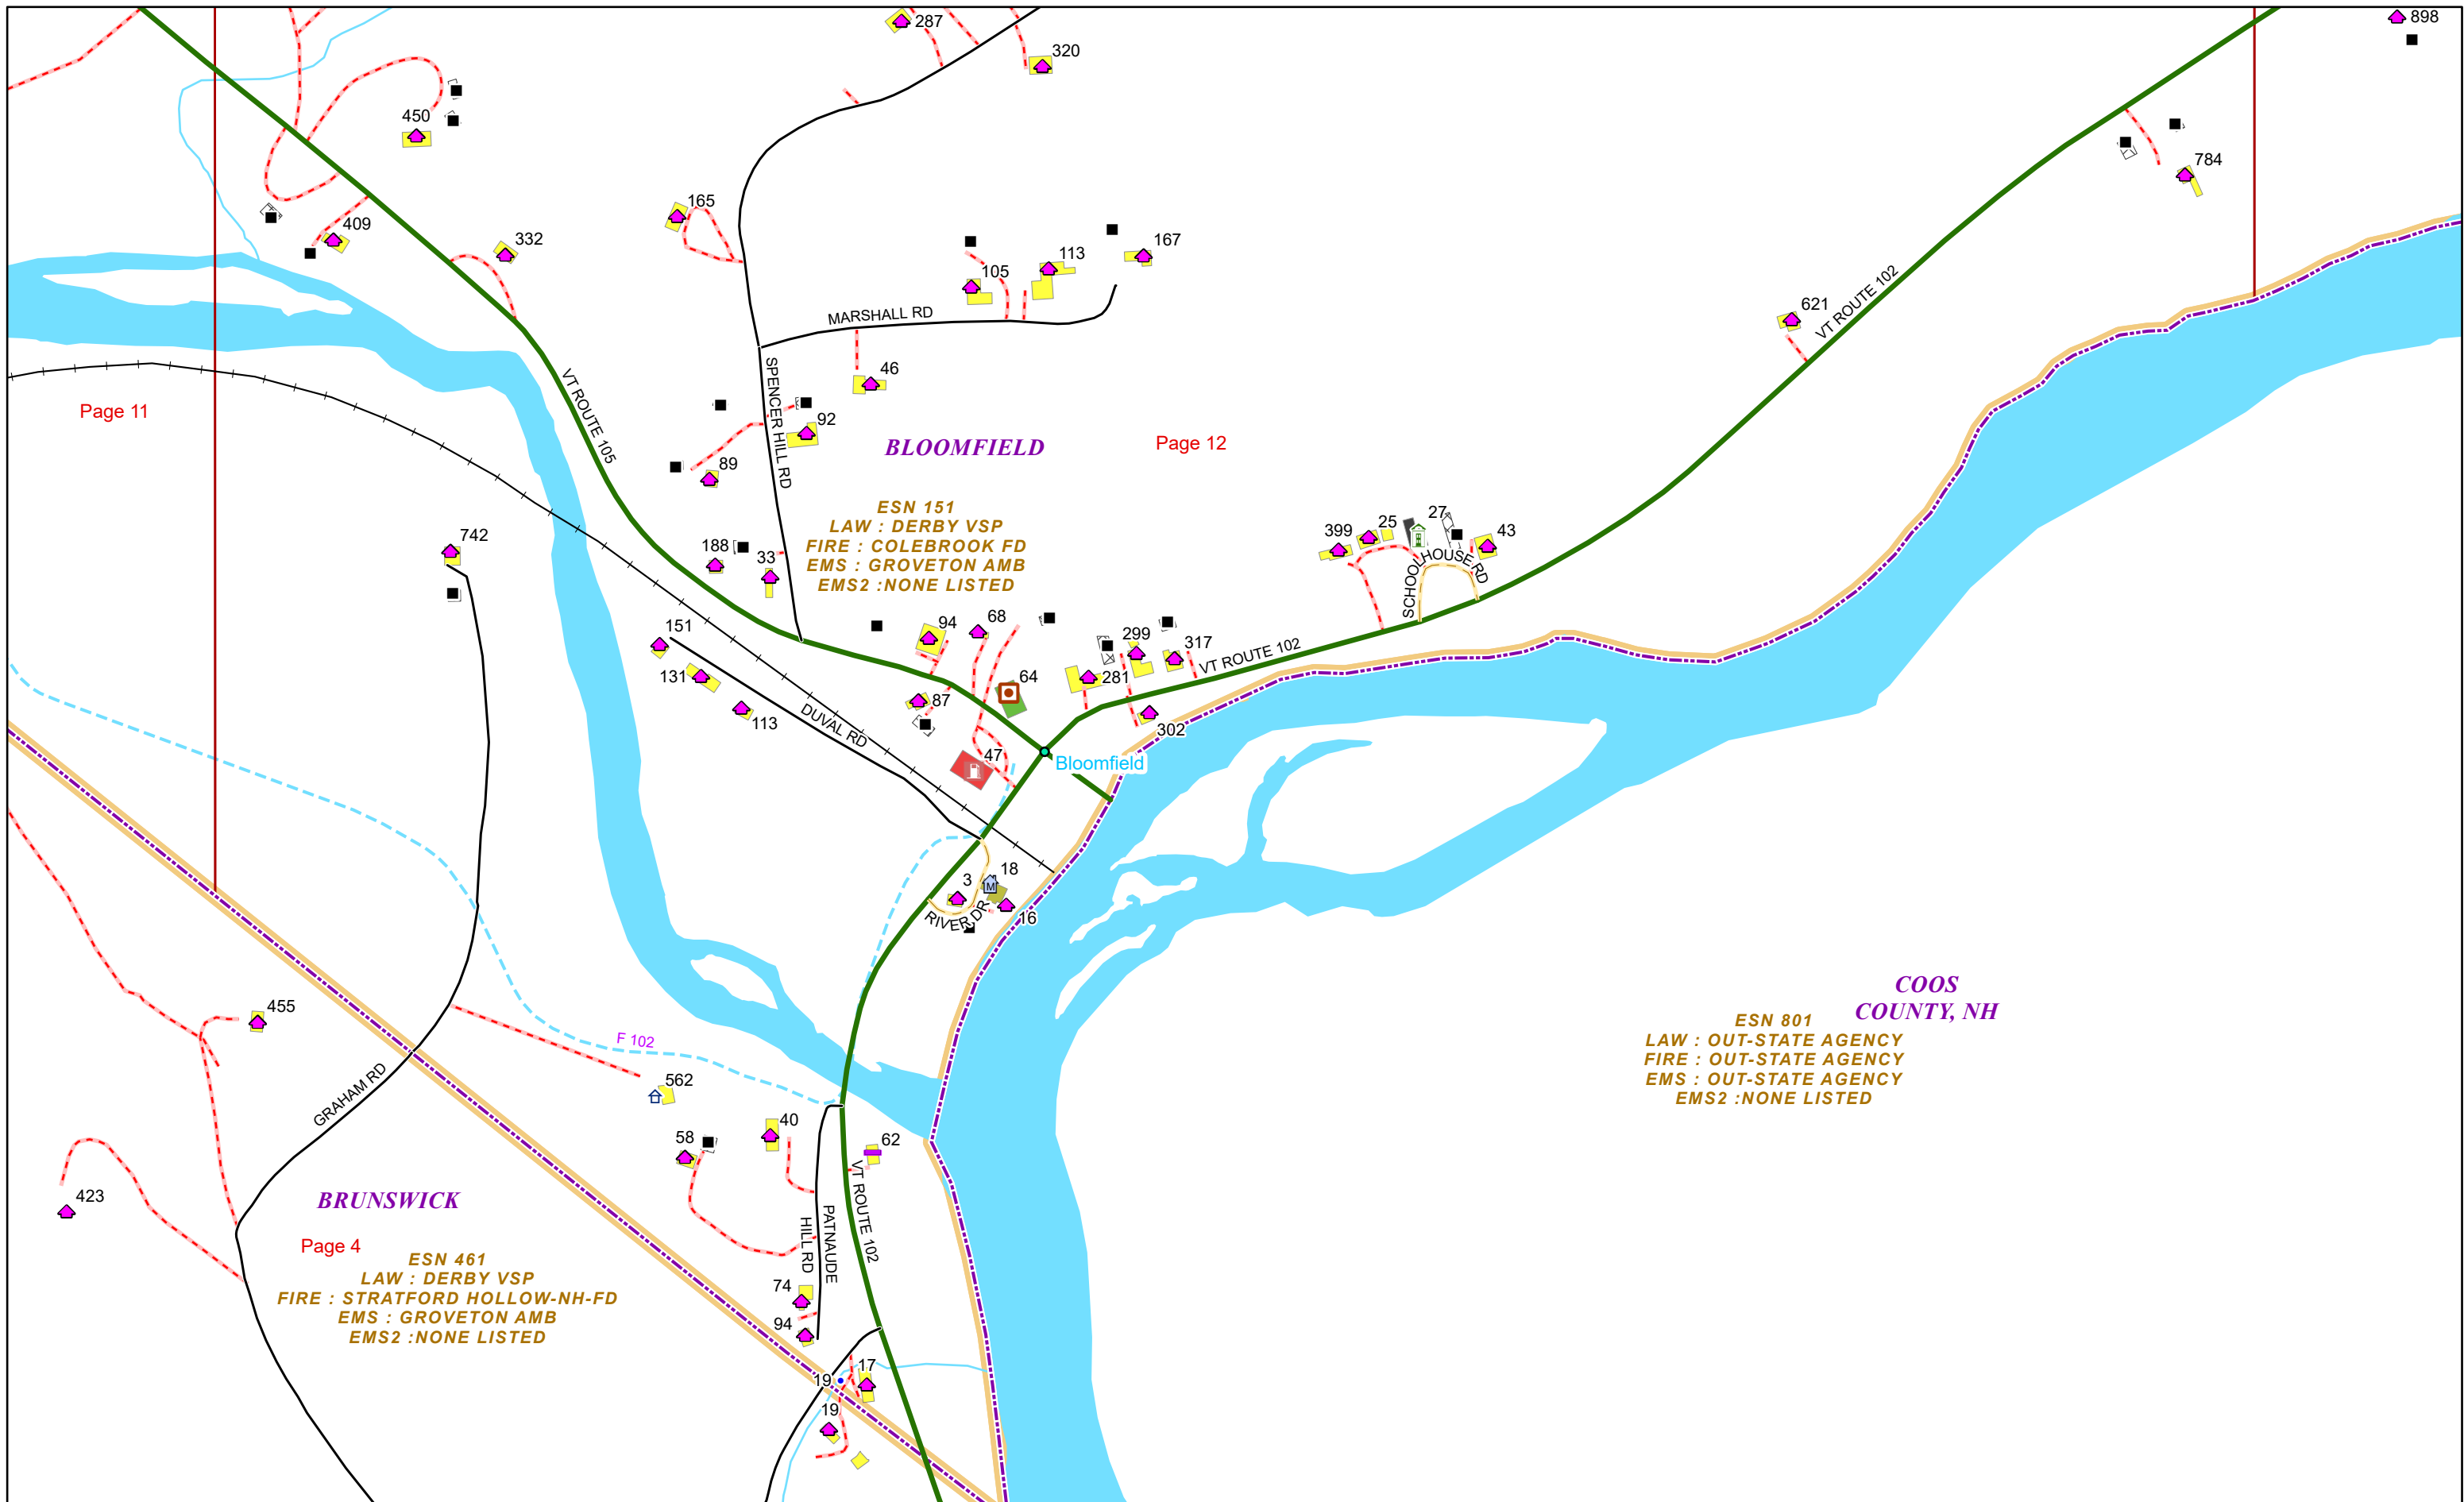 287
898
320
450
784
165
409
332
167
113
105
VT ROUTE 102
621
MARSHALL RD
46
VT ROUTE 105
SPENCER HILL RD
Page 11
92
BLOOMFIELD
Page 12
89
ESN 151
LAW : DERBY VSP
FIRE : COLEBROOK FD
EMS : GROVETON AMB
EMS2 :NONE LISTED
399
25
27
43
742
188
33
SCHOOL HOUSE RD
151
94
68
299
317
VT ROUTE 102
131
64
281
87
113
DUVAL RD
302
47
Bloomfield
3
18
RIVER DR
16
COOS
COUNTY, NH
455
ESN 801
LAW : OUT-STATE AGENCY
FIRE : OUT-STATE AGENCY
EMS : OUT-STATE AGENCY
EMS2 :NONE LISTED
F 102
GRAHAM RD
562
40
58
62
VT ROUTE 102
423
BRUNSWICK
PATNAUDE
HILL RD
Page 4
ESN 461
LAW : DERBY VSP
FIRE : STRATFORD HOLLOW-NH-FD
EMS : GROVETON AMB
EMS2 :NONE LISTED
74
94
17
19
19
M